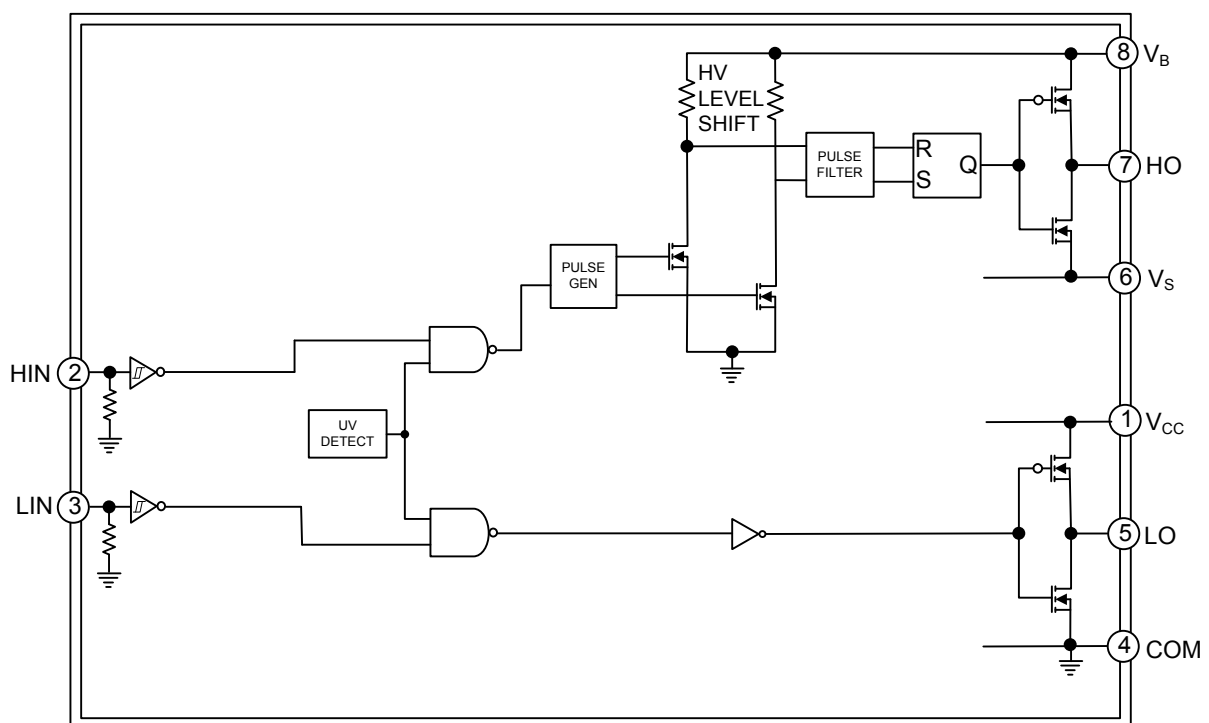 8 V_B
HV
LEVEL
SHIFT
PULSE
FILTER
R
S
Q
7 HO
PULSE
GEN
6 V_S
HIN 2
1 V_CC
UV
DETECT
LIN 3
5 LO
4 COM